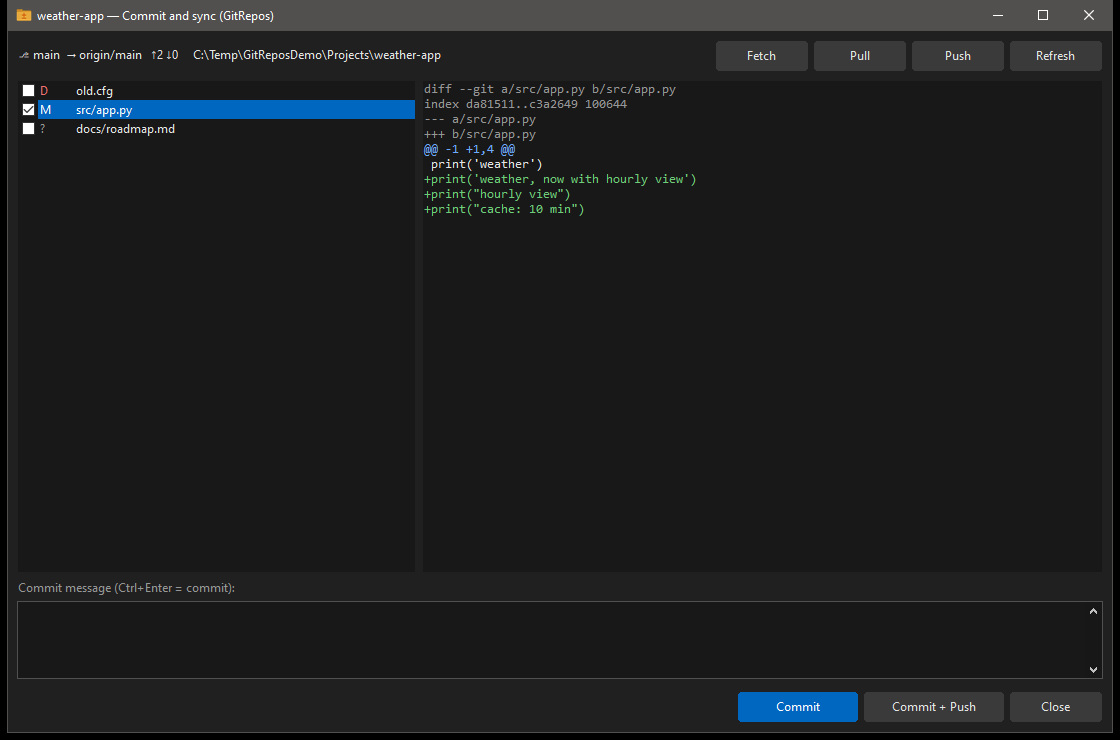 weather-app — Commit and sync (GitRepos)
main → origin/main ↑2 ↓0 C:\Temp\GitReposDemo\Projects\weather-app
Fetch
Pull
Push
Refresh
D old.cfg
M src/app.py
? docs/roadmap.md
diff --git a/src/app.py b/src/app.py
index da81511..c3a2649 100644
--- a/src/app.py
+++ b/src/app.py
@@ -1 +1,4 @@
 print('weather')
+print('weather, now with hourly view')
+print("hourly view")
+print("cache: 10 min")
Commit message (Ctrl+Enter = commit):
Commit
Commit + Push
Close